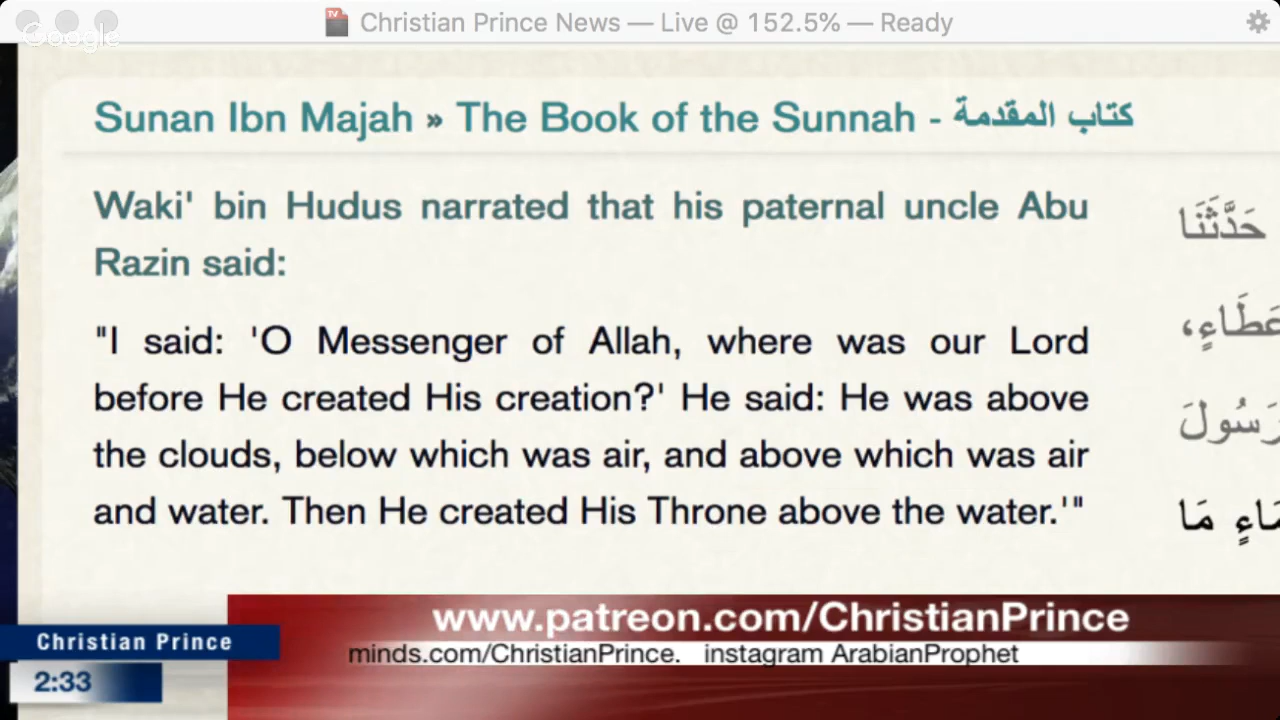 Christian Prince News — Live @ 152.5% — Ready
Google
Sunan Ibn Majah » The Book of the Sunnah - كتاب المقدمة
Waki' bin Hudus narrated that his paternal uncle Abu
Razin said:
"I said: 'O Messenger of Allah, where was our Lord
before He created His creation?' He said: He was above
the clouds, below which was air, and above which was air
and water. Then He created His Throne above the water.'"
حَدَّثَنَا
عَطَاءٍ،
رَسُولَ
مَا
www.patreon.com/ChristianPrince
Christian Prince
minds.com/ChristianPrince. instagram ArabianProphet
2:33